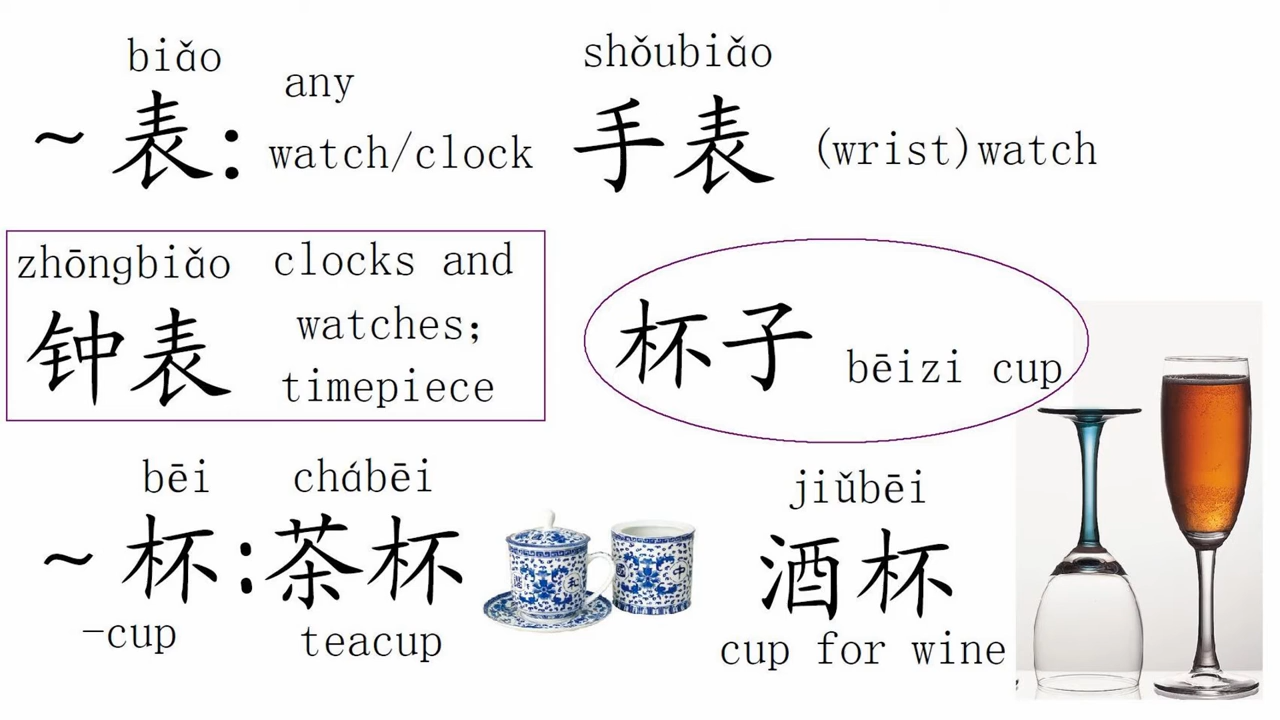 biǎo
~表:
any
watch/clock
shǒubiǎo
手表
(wrist)watch
zhōngbiǎo
钟表
clocks and
watches;
timepiece
杯子
bēizi cup
bēi
~杯:
-cup
chábēi
茶杯
teacup
jiǔbēi
酒杯
cup for wine